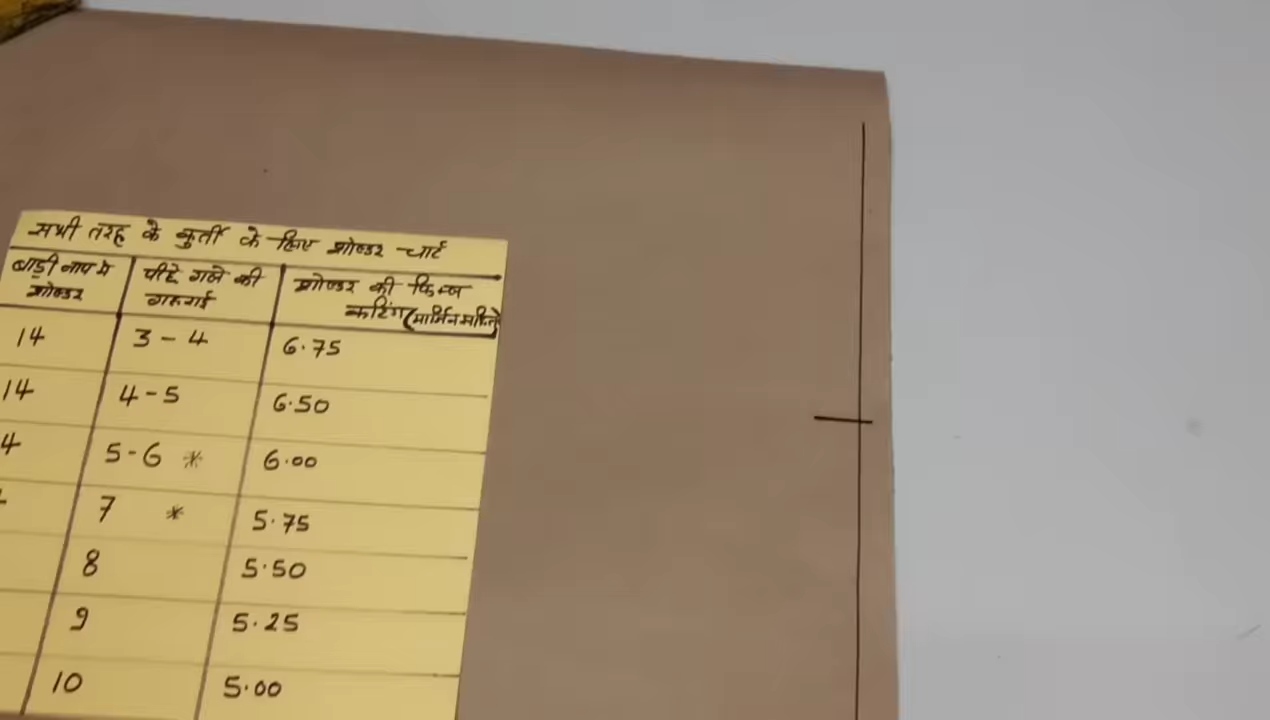 सभी तरह के कुर्ती के लिए शोल्डर चार्ट
बाड़ी नाप मे शोल्डर | पीछे गले की गहराई | शोल्डर की फिक्स कटिंग (मार्जिन सहित)
14 | 3 - 4 | 6.75
14 | 4 - 5 | 6.50
4 | 5 - 6 * | 6.00
7 * | 5.75
8 | 5.50
9 | 5.25
10 | 5.00